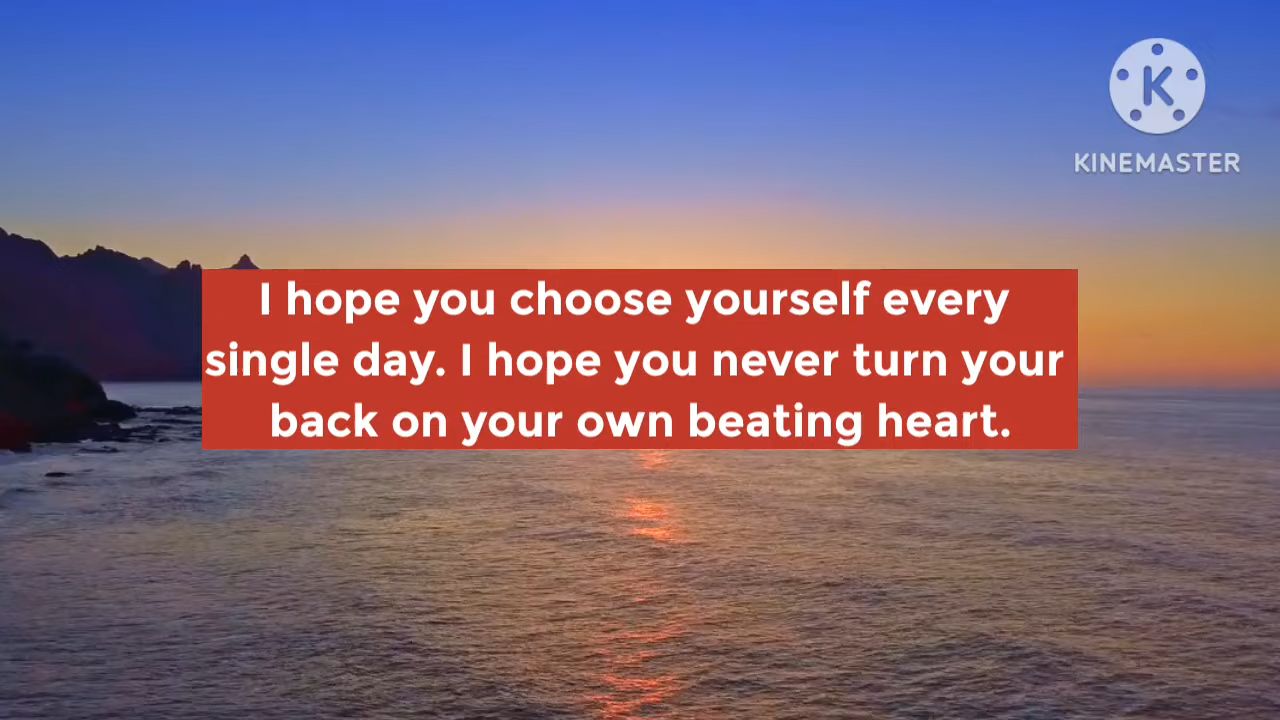 K
KINEMASTER
I hope you choose yourself every
single day. I hope you never turn your
back on your own beating heart.